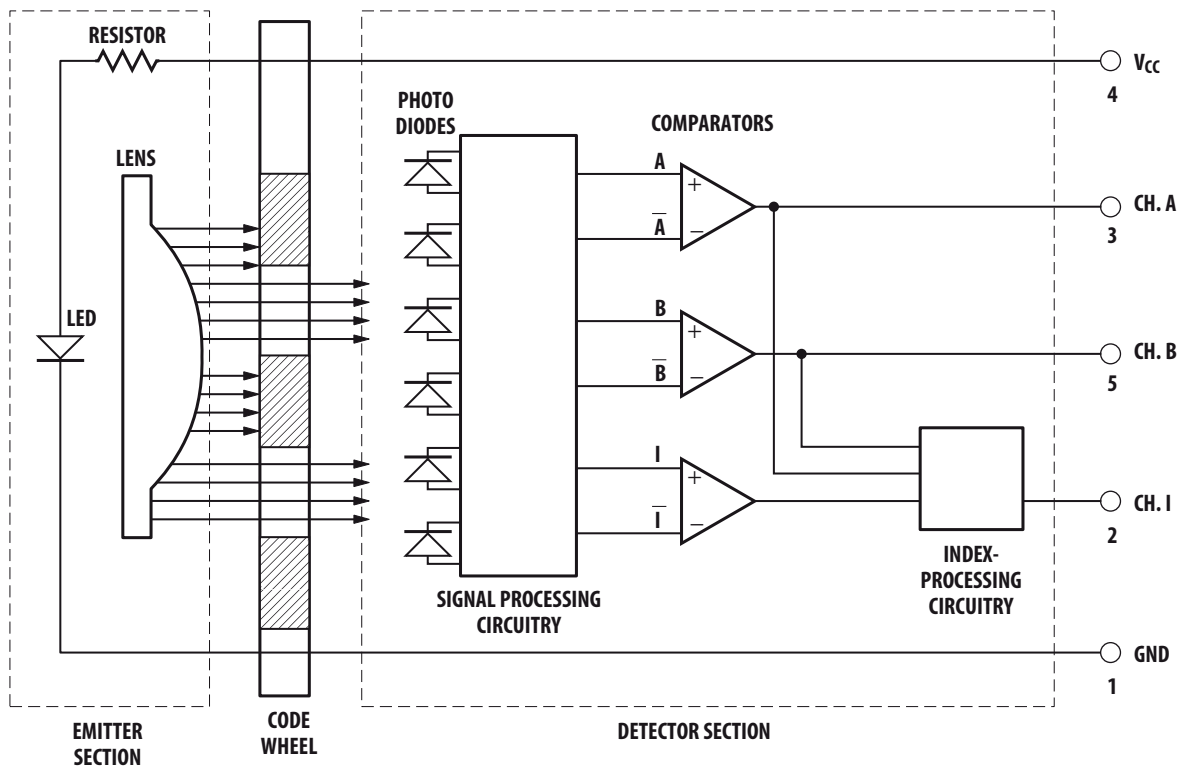 RESISTOR
V_CC
4
PHOTO
DIODES
COMPARATORS
LENS
A
+
A̅
−
CH. A
3
LED
B
+
B̅
−
CH. B
5
I
+
I̅
−
CH. I
2
INDEX-
PROCESSING
CIRCUITRY
SIGNAL PROCESSING
CIRCUITRY
GND
1
EMITTER
SECTION
CODE
WHEEL
DETECTOR SECTION